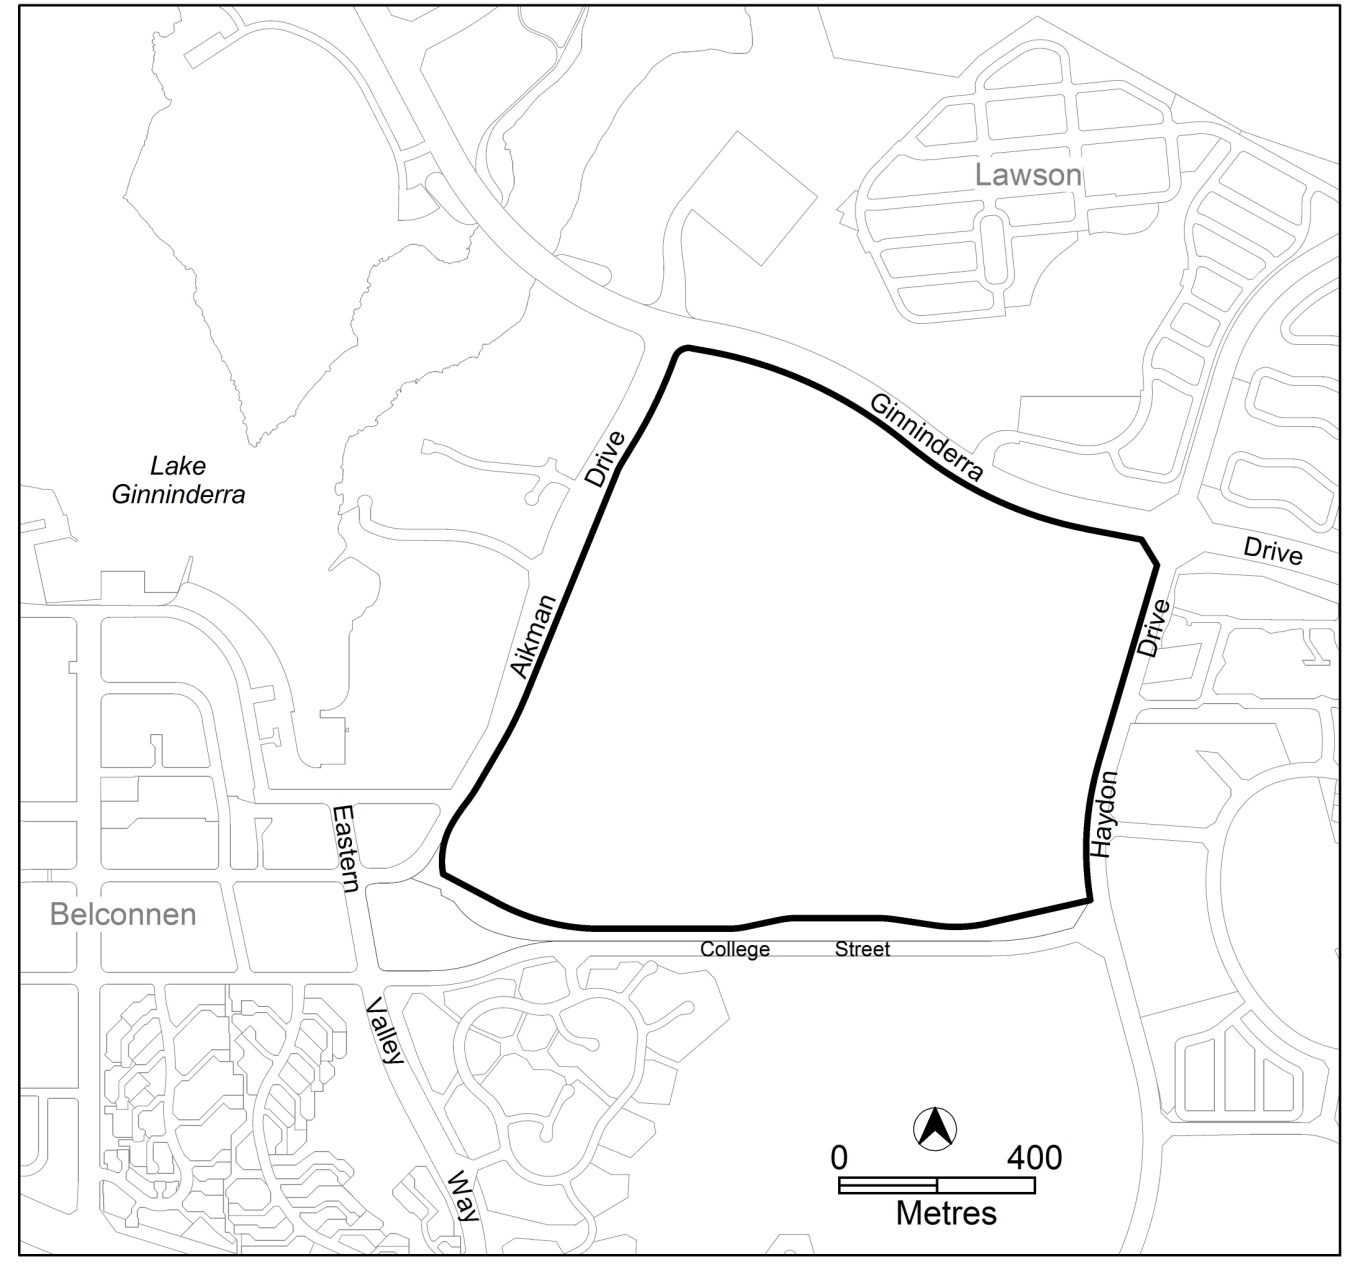 Lawson
Ginninderra
Drive
Lake
Ginninderra
Drive
Aikman
Drive
Haydon
Eastern
Belconnen
College Street
Valley
Way
0 400
Metres